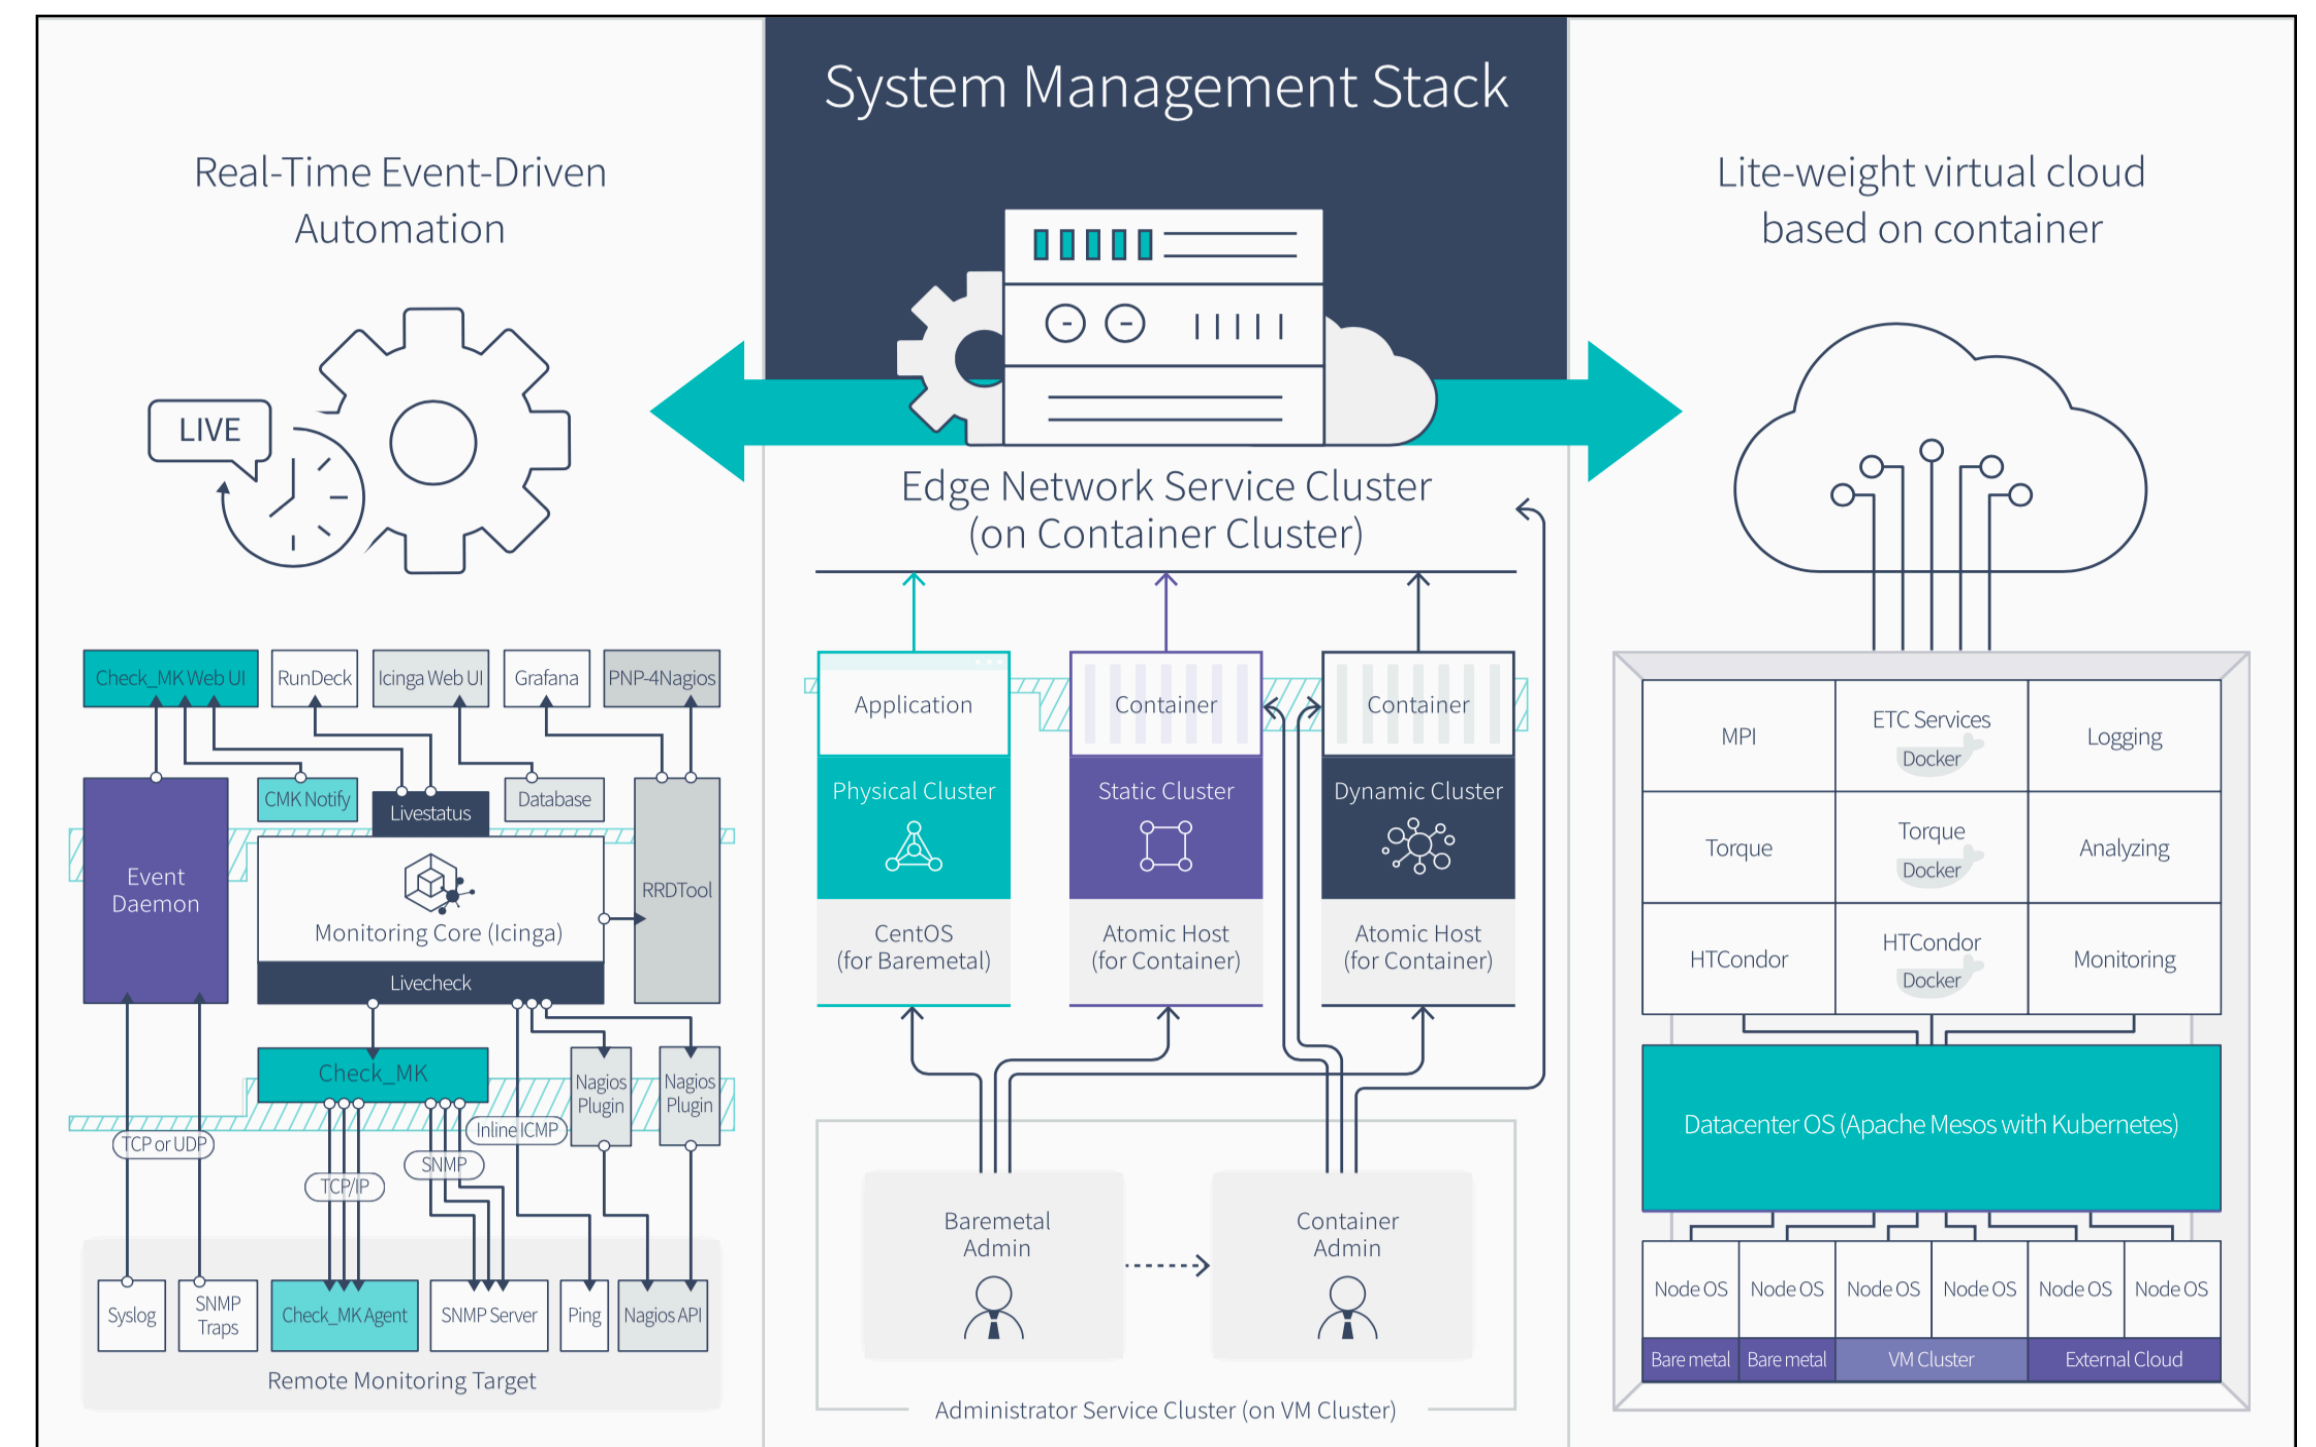 System Management Stack
Real-Time Event-Driven
Automation
LIVE
Check_MK Web UI
RunDeck
Icinga Web UI
Grafana
PNP-4Nagios
CMK Notify
Livestatus
Database
Event
Daemon
RRDTool
Monitoring Core (Icinga)
Livecheck
Check_MK
Nagios
Plugin
Nagios
Plugin
Inline ICMP
TCP or UDP
SNMP
TCP/IP
Syslog
SNMP
Traps
Check_MK Agent
SNMP Server
Ping
Nagios API
Remote Monitoring Target
Edge Network Service Cluster
(on Container Cluster)
Application
Container
Container
Physical Cluster
Static Cluster
Dynamic Cluster
CentOS
(for Baremetal)
Atomic Host
(for Container)
Atomic Host
(for Container)
Baremetal
Admin
Container
Admin
Administrator Service Cluster (on VM Cluster)
Lite-weight virtual cloud
based on container
MPI
ETC Services
Docker
Logging
Torque
Torque
Docker
Analyzing
HTCondor
HTCondor
Docker
Monitoring
Datacenter OS (Apache Mesos with Kubernetes)
Node OS
Node OS
Node OS
Node OS
Node OS
Node OS
Bare metal
Bare metal
VM Cluster
External Cloud